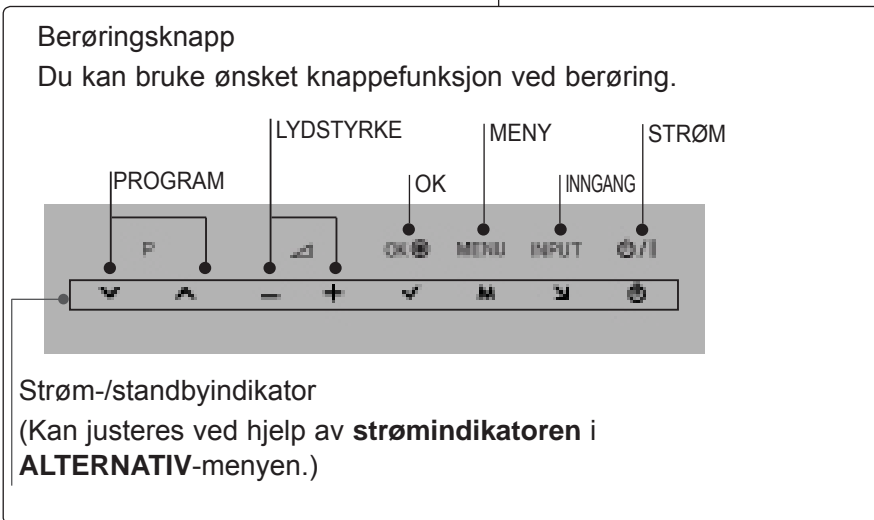 Berøringsknapp
Du kan bruke ønsket knappefunksjon ved berøring.
LYDSTYRKE MENY STRØM
PROGRAM OK INNGANG
P OK MENU INPUT /I
Strøm-/standbyindikator
(Kan justeres ved hjelp av strømindikatoren i
ALTERNATIV-menyen.)